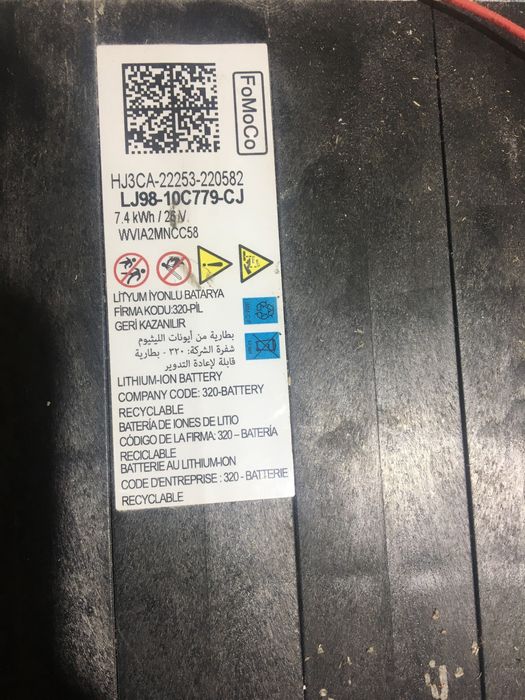 FoMoCo
HJ3CA-22253-220582
LJ98-10C779-CJ
7.4 kWh / 26 V
WVIA2MNCC58
LİTYUM İYONLU BATARYA
FİRMA KODU:320-PİL
GERİ KAZANILIR
بطارية من أيونات الليثيوم
شفرة الشركة: ٣٢٠ - بطارية
قابلة لإعادة التدوير
LITHIUM-ION BATTERY
COMPANY CODE: 320-BATTERY
RECYCLABLE
BATERÍA DE IONES DE LITIO
CÓDIGO DE LA FIRMA: 320 – BATERÍA
RECICLABLE
BATTERIE AU LITHIUM-ION
CODE D'ENTREPRISE : 320 - BATTERIE
RECYCLABLE